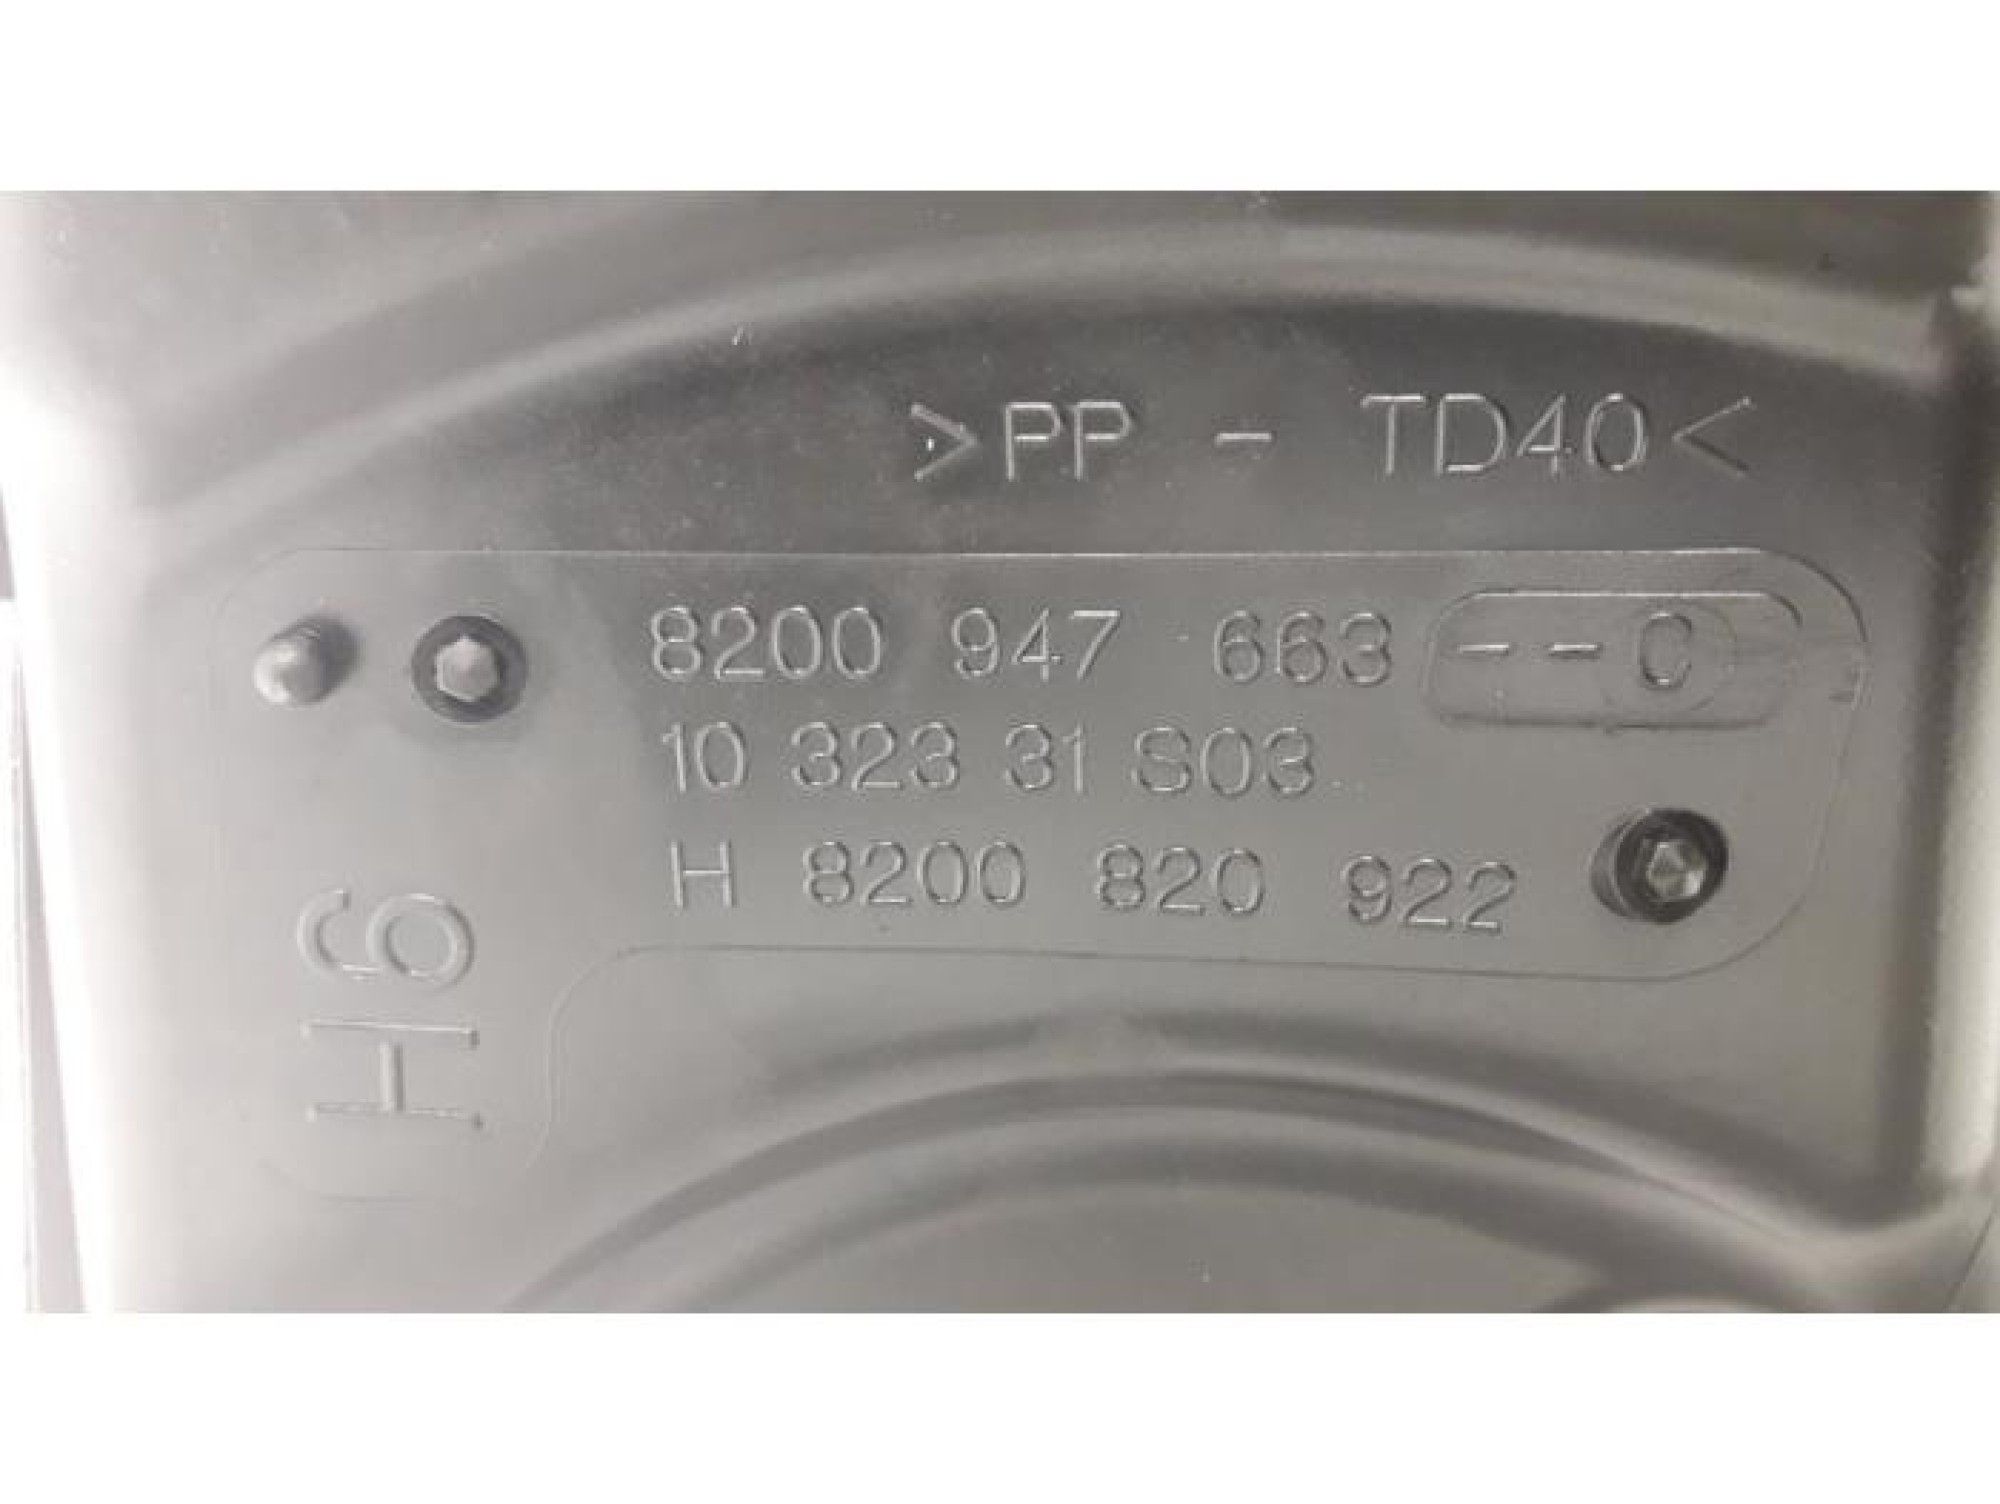 >PP - TD40<
8200 947 663 --C
10 323 31 S03
H 8200 820 922
H6